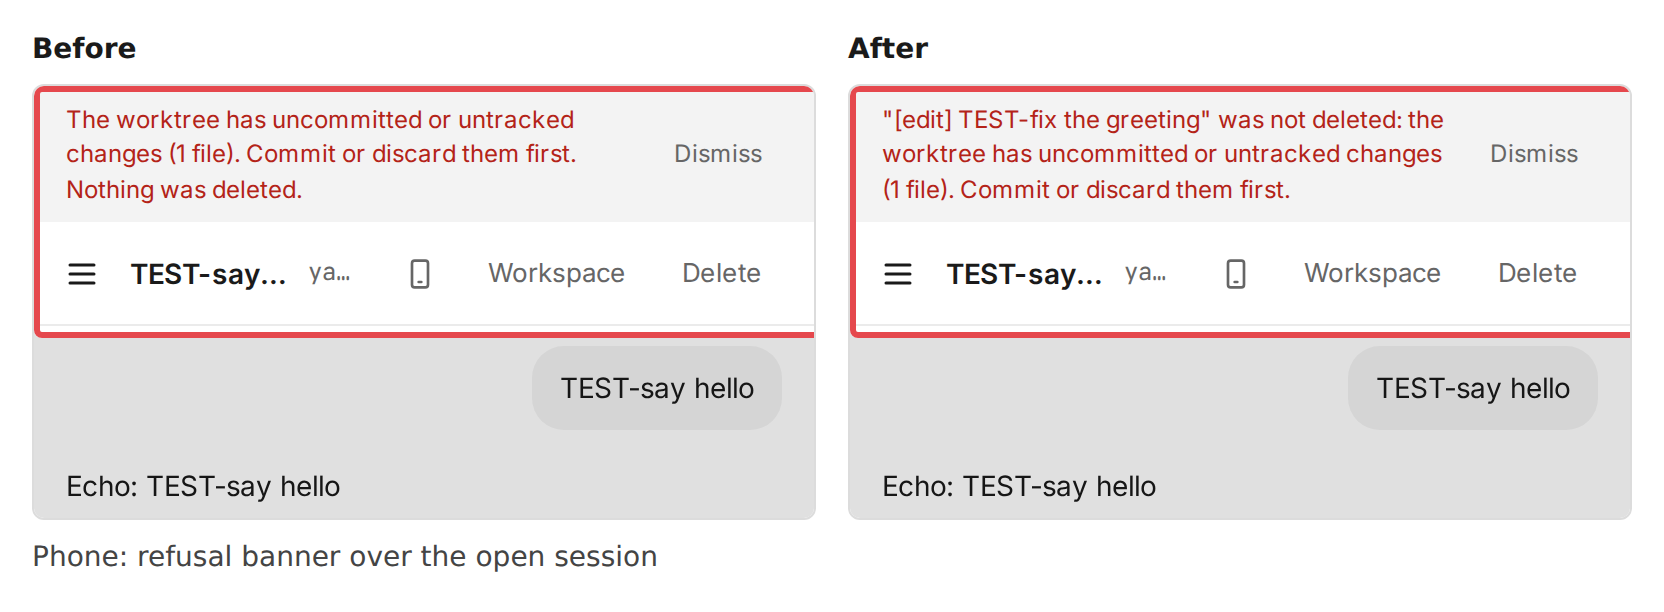 Before
The worktree has uncommitted or untracked
changes (1 file). Commit or discard them first.
Nothing was deleted.
Dismiss
TEST-say... ya... Workspace Delete
TEST-say hello
Echo: TEST-say hello
After
"[edit] TEST-fix the greeting" was not deleted: the
worktree has uncommitted or untracked changes
(1 file). Commit or discard them first.
Dismiss
TEST-say... ya... Workspace Delete
TEST-say hello
Echo: TEST-say hello
Phone: refusal banner over the open session